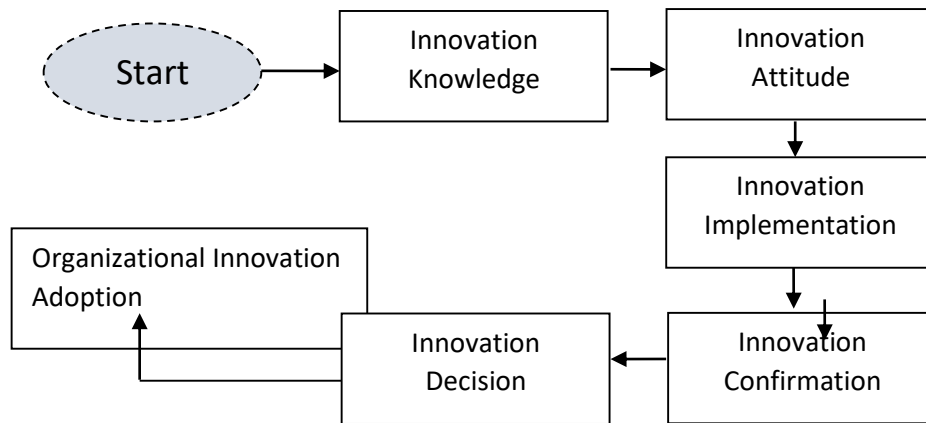 Start
Innovation
Knowledge
Innovation
Attitude
Innovation
Implementation
Innovation
Confirmation
Innovation
Decision
Organizational Innovation
Adoption